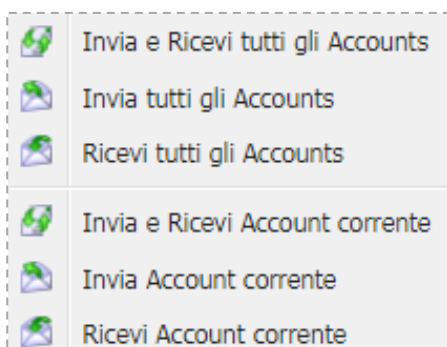 Invia e Ricevi tutti gli Accounts
Invia tutti gli Accounts
Ricevi tutti gli Accounts
Invia e Ricevi Account corrente
Invia Account corrente
Ricevi Account corrente